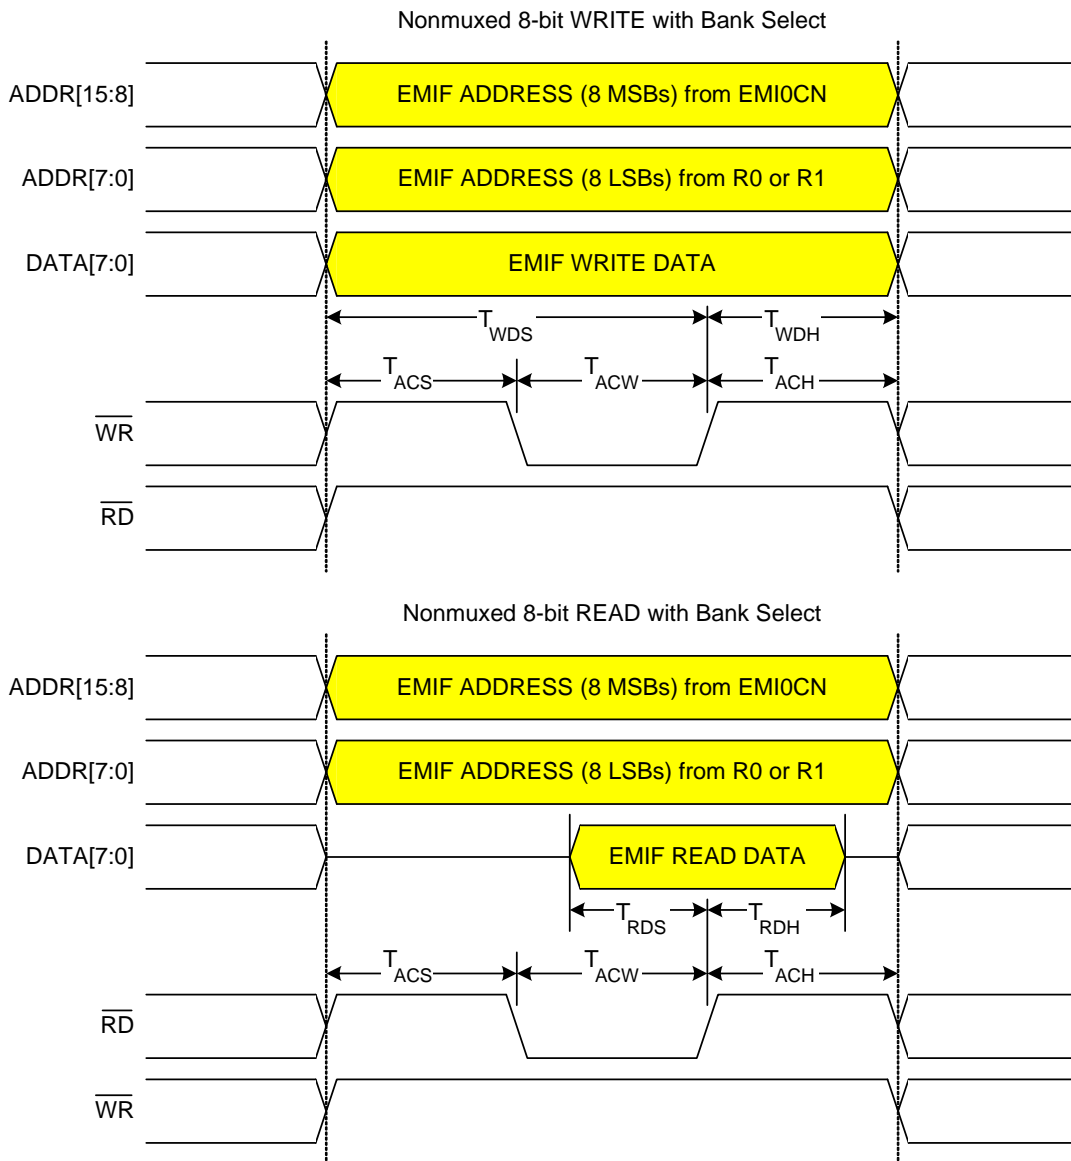 Nonmuxed 8-bit WRITE with Bank Select
ADDR[15:8]
EMIF ADDRESS (8 MSBs) from EMI0CN
ADDR[7:0]
EMIF ADDRESS (8 LSBs) from R0 or R1
DATA[7:0]
EMIF WRITE DATA
TWDS TWDH
TACS TACW TACH
WR
RD
Nonmuxed 8-bit READ with Bank Select
ADDR[15:8]
EMIF ADDRESS (8 MSBs) from EMI0CN
ADDR[7:0]
EMIF ADDRESS (8 LSBs) from R0 or R1
DATA[7:0]
EMIF READ DATA
TRDS TRDH
TACS TACW TACH
RD
WR